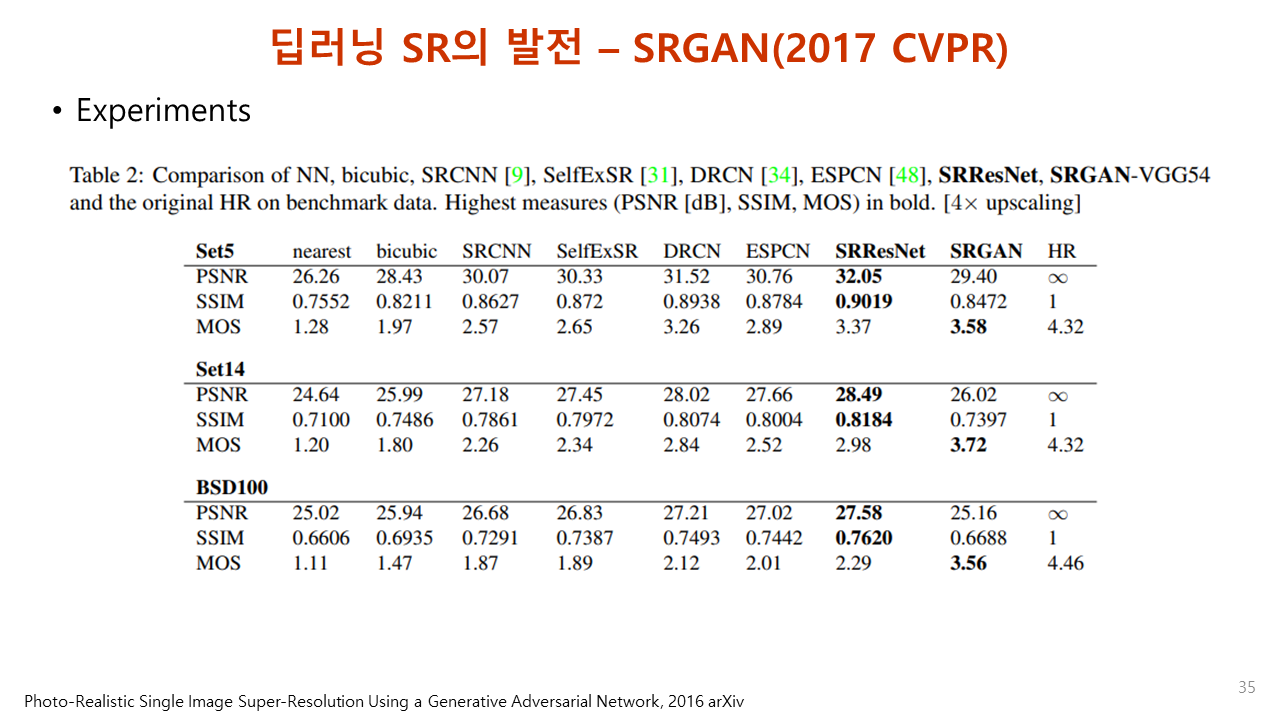 딥러닝 SR의 발전 – SRGAN(2017 CVPR)
• Experiments
Table 2: Comparison of NN, bicubic, SRCNN [9], SelfExSR [31], DRCN [34], ESPCN [48], SRResNet, SRGAN-VGG54
and the original HR on benchmark data. Highest measures (PSNR [dB], SSIM, MOS) in bold. [4× upscaling]
Set5 nearest bicubic SRCNN SelfExSR DRCN ESPCN SRResNet SRGAN HR
PSNR 26.26 28.43 30.07 30.33 31.52 30.76 32.05 29.40 ∞
SSIM 0.7552 0.8211 0.8627 0.872 0.8938 0.8784 0.9019 0.8472 1
MOS 1.28 1.97 2.57 2.65 3.26 2.89 3.37 3.58 4.32
Set14
PSNR 24.64 25.99 27.18 27.45 28.02 27.66 28.49 26.02 ∞
SSIM 0.7100 0.7486 0.7861 0.7972 0.8074 0.8004 0.8184 0.7397 1
MOS 1.20 1.80 2.26 2.34 2.84 2.52 2.98 3.72 4.32
BSD100
PSNR 25.02 25.94 26.68 26.83 27.21 27.02 27.58 25.16 ∞
SSIM 0.6606 0.6935 0.7291 0.7387 0.7493 0.7442 0.7620 0.6688 1
MOS 1.11 1.47 1.87 1.89 2.12 2.01 2.29 3.56 4.46
Photo-Realistic Single Image Super-Resolution Using a Generative Adversarial Network, 2016 arXiv
35